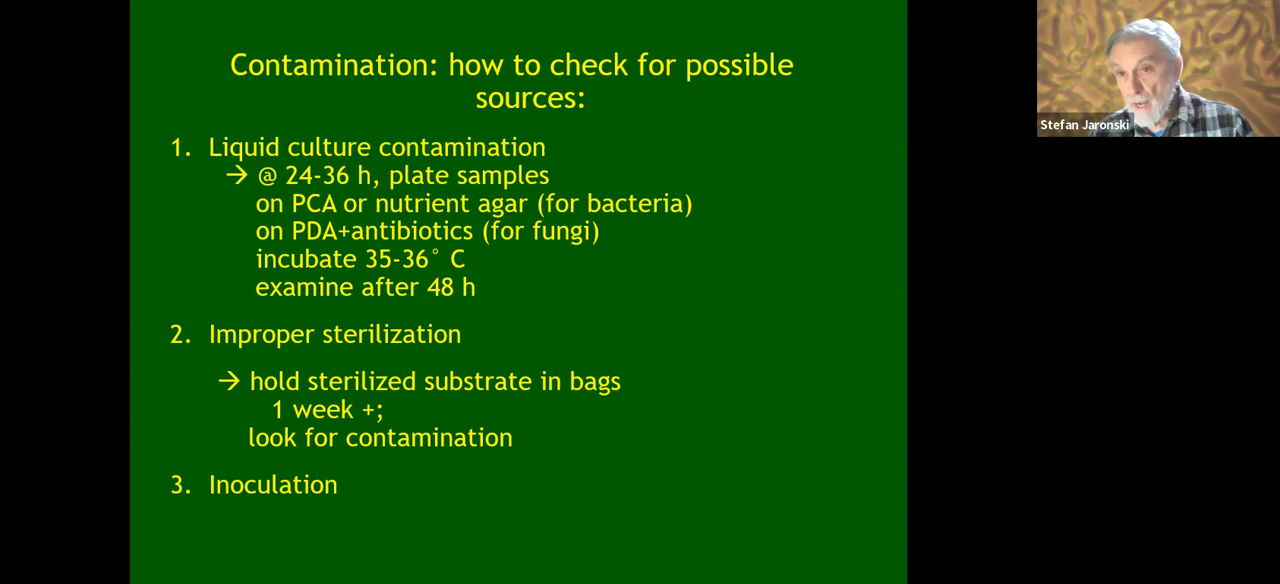 Contamination: how to check for possible
sources:
1. Liquid culture contamination
→ @ 24-36 h, plate samples
on PCA or nutrient agar (for bacteria)
on PDA+antibiotics (for fungi)
incubate 35-36° C
examine after 48 h
2. Improper sterilization
→ hold sterilized substrate in bags
1 week +;
look for contamination
3. Inoculation
Stefan Jaronski